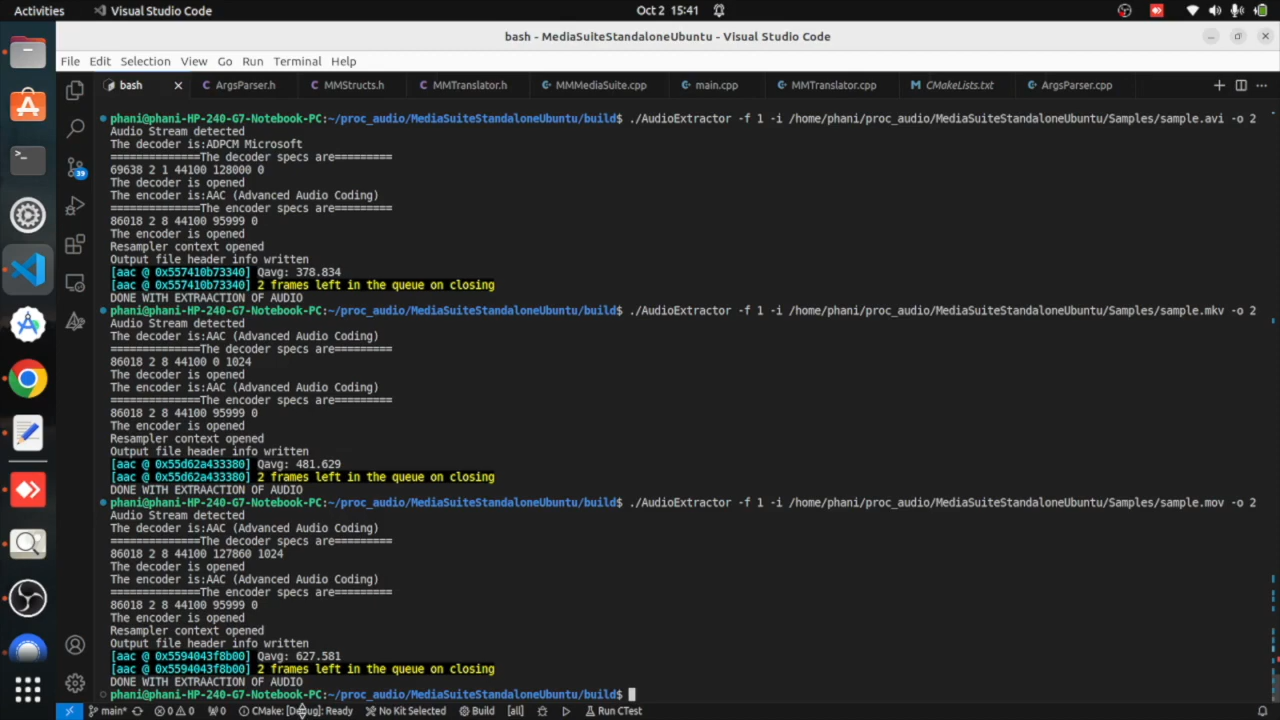 Activities
Visual Studio Code
Oct 2 15:41
bash - MediaSuiteStandaloneUbuntu - Visual Studio Code
File Edit Selection View Go Run Terminal Help
bash ArgsParser.h MMStructs.h MMTranslator.h MMMediaSuite.cpp main.cpp MMTranslator.cpp CMakeLists.txt ArgsParser.cpp
phani@phani-HP-240-G7-Notebook-PC:~/proc_audio/MediaSuiteStandaloneUbuntu/build$ ./AudioExtractor -f 1 -i /home/phani/proc_audio/MediaSuiteStandaloneUbuntu/Samples/sample.avi -o 2
Audio Stream detected
The decoder is:ADPCM Microsoft
==============The decoder specs are=========
69638 2 1 44100 128000 0
The decoder is opened
The encoder is:AAC (Advanced Audio Coding)
==============The encoder specs are=========
86018 2 8 44100 95999 0
The encoder is opened
Resampler context opened
Output file header info written
[aac @ 0x557410b73340] Qavg: 378.834
[aac @ 0x557410b73340] 2 frames left in the queue on closing
DONE WITH EXTRAACTION OF AUDIO
phani@phani-HP-240-G7-Notebook-PC:~/proc_audio/MediaSuiteStandaloneUbuntu/build$ ./AudioExtractor -f 1 -i /home/phani/proc_audio/MediaSuiteStandaloneUbuntu/Samples/sample.mkv -o 2
Audio Stream detected
The decoder is:AAC (Advanced Audio Coding)
==============The decoder specs are=========
86018 2 8 44100 0 1024
The decoder is opened
The encoder is:AAC (Advanced Audio Coding)
==============The encoder specs are=========
86018 2 8 44100 95999 0
The encoder is opened
Resampler context opened
Output file header info written
[aac @ 0x55d62a433380] Qavg: 481.629
[aac @ 0x55d62a433380] 2 frames left in the queue on closing
DONE WITH EXTRAACTION OF AUDIO
phani@phani-HP-240-G7-Notebook-PC:~/proc_audio/MediaSuiteStandaloneUbuntu/build$ ./AudioExtractor -f 1 -i /home/phani/proc_audio/MediaSuiteStandaloneUbuntu/Samples/sample.mov -o 2
Audio Stream detected
The decoder is:AAC (Advanced Audio Coding)
==============The decoder specs are=========
86018 2 8 44100 127860 1024
The decoder is opened
The encoder is:AAC (Advanced Audio Coding)
==============The encoder specs are=========
86018 2 8 44100 95999 0
The encoder is opened
Resampler context opened
Output file header info written
[aac @ 0x5594043f8b00] Qavg: 627.581
[aac @ 0x5594043f8b00] 2 frames left in the queue on closing
DONE WITH EXTRAACTION OF AUDIO
phani@phani-HP-240-G7-Notebook-PC:~/proc_audio/MediaSuiteStandaloneUbuntu/build$
39
main* 0 0 0 CMake: [Debug]: Ready No Kit Selected Build [all] Run CTest